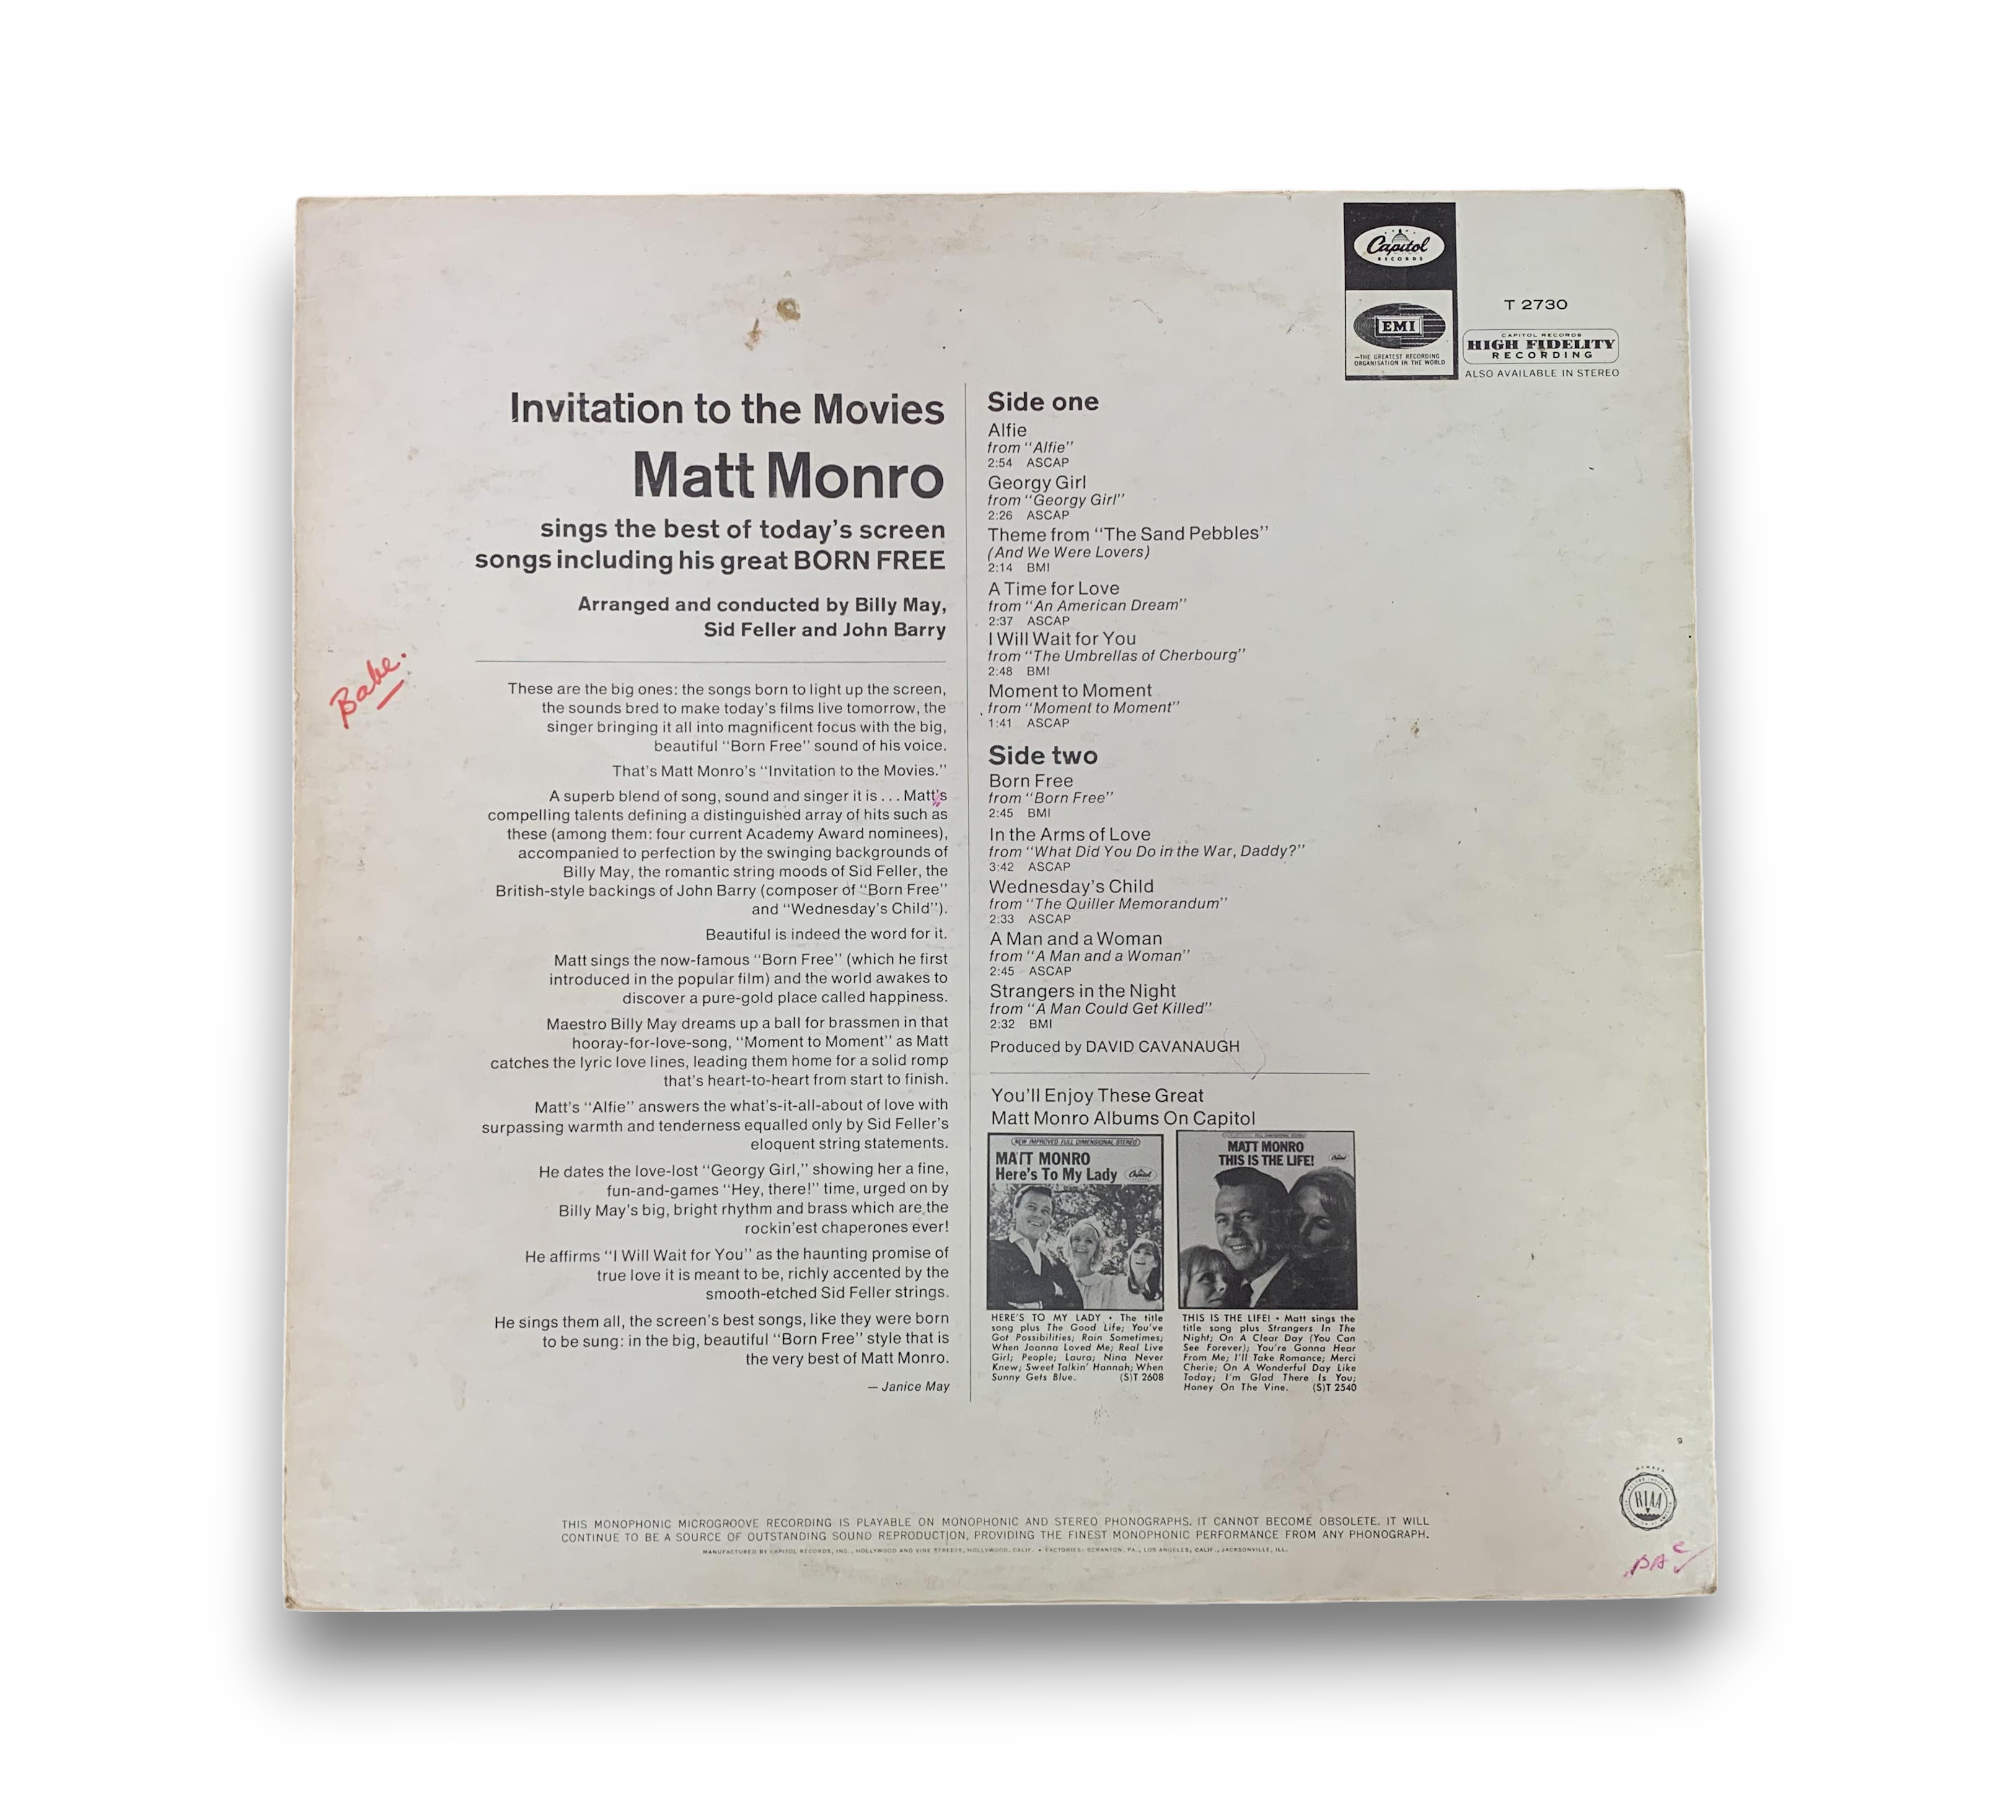 Capitol
RECORDS
EMI
—THE GREATEST RECORDING
ORGANISATION IN THE WORLD
T 2730
CAPITOL RECORDS
HIGH FIDELITY
RECORDING
ALSO AVAILABLE IN STEREO
Invitation to the Movies
Matt Monro
sings the best of today's screen
songs including his great BORN FREE
Arranged and conducted by Billy May,
Sid Feller and John Barry
Babe.
These are the big ones: the songs born to light up the screen,
the sounds bred to make today's films live tomorrow, the
singer bringing it all into magnificent focus with the big,
beautiful "Born Free" sound of his voice.
That's Matt Monro's "Invitation to the Movies."
A superb blend of song, sound and singer it is . . . Matt's
compelling talents defining a distinguished array of hits such as
these (among them: four current Academy Award nominees),
accompanied to perfection by the swinging backgrounds of
Billy May, the romantic string moods of Sid Feller, the
British-style backings of John Barry (composer of "Born Free"
and "Wednesday's Child").
Beautiful is indeed the word for it.
Matt sings the now-famous "Born Free" (which he first
introduced in the popular film) and the world awakes to
discover a pure-gold place called happiness.
Maestro Billy May dreams up a ball for brassmen in that
hooray-for-love-song, "Moment to Moment" as Matt
catches the lyric love lines, leading them home for a solid romp
that's heart-to-heart from start to finish.
Matt's "Alfie" answers the what's-it-all-about of love with
surpassing warmth and tenderness equalled only by Sid Feller's
eloquent string statements.
He dates the love-lost "Georgy Girl," showing her a fine,
fun-and-games "Hey, there!" time, urged on by
Billy May's big, bright rhythm and brass which are the
rockin'est chaperones ever!
He affirms "I Will Wait for You" as the haunting promise of
true love it is meant to be, richly accented by the
smooth-etched Sid Feller strings.
He sings them all, the screen's best songs, like they were born
to be sung: in the big, beautiful "Born Free" style that is
the very best of Matt Monro.
— Janice May
Side one
Alfie
from "Alfie"
2:54 ASCAP
Georgy Girl
from "Georgy Girl"
2:26 ASCAP
Theme from "The Sand Pebbles"
(And We Were Lovers)
2:14 BMI
A Time for Love
from "An American Dream"
2:37 ASCAP
I Will Wait for You
from "The Umbrellas of Cherbourg"
2:48 BMI
Moment to Moment
from "Moment to Moment"
1:41 ASCAP
Side two
Born Free
from "Born Free"
2:45 BMI
In the Arms of Love
from "What Did You Do in the War, Daddy?"
3:42 ASCAP
Wednesday's Child
from "The Quiller Memorandum"
2:33 ASCAP
A Man and a Woman
from "A Man and a Woman"
2:45 ASCAP
Strangers in the Night
from "A Man Could Get Killed"
2:32 BMI
Produced by DAVID CAVANAUGH
You'll Enjoy These Great
Matt Monro Albums On Capitol
NEW IMPROVED FULL DIMENSIONAL STEREO
MATT MONRO
Here's To My Lady
Capitol
HERE'S TO MY LADY • The title
song plus The Good Life; You've
Got Possibilities; Rain Sometimes;
When Joanna Loved Me; Real Live
Girl; People; Laura; Nina Never
Knew; Sweet Talkin' Hannah; When
Sunny Gets Blue. (S)T 2608
MATT MONRO
THIS IS THE LIFE!
THIS IS THE LIFE! • Matt sings the
title song plus Strangers In The
Night; On A Clear Day (You Can
See Forever); You're Gonna Hear
From Me; I'll Take Romance; Merci
Cherie; On A Wonderful Day Like
Today; I'm Glad There Is You;
Honey On The Vine. (S)T 2540
9
MEMBER
RIAA
THIS MONOPHONIC MICROGROOVE RECORDING IS PLAYABLE ON MONOPHONIC AND STEREO PHONOGRAPHS. IT CANNOT BECOME OBSOLETE. IT WILL
CONTINUE TO BE A SOURCE OF OUTSTANDING SOUND REPRODUCTION, PROVIDING THE FINEST MONOPHONIC PERFORMANCE FROM ANY PHONOGRAPH.
MANUFACTURED BY CAPITOL RECORDS, INC., HOLLYWOOD AND VINE STREETS, HOLLYWOOD, CALIF. • FACTORIES: SCRANTON, PA., LOS ANGELES, CALIF., JACKSONVILLE, ILL.